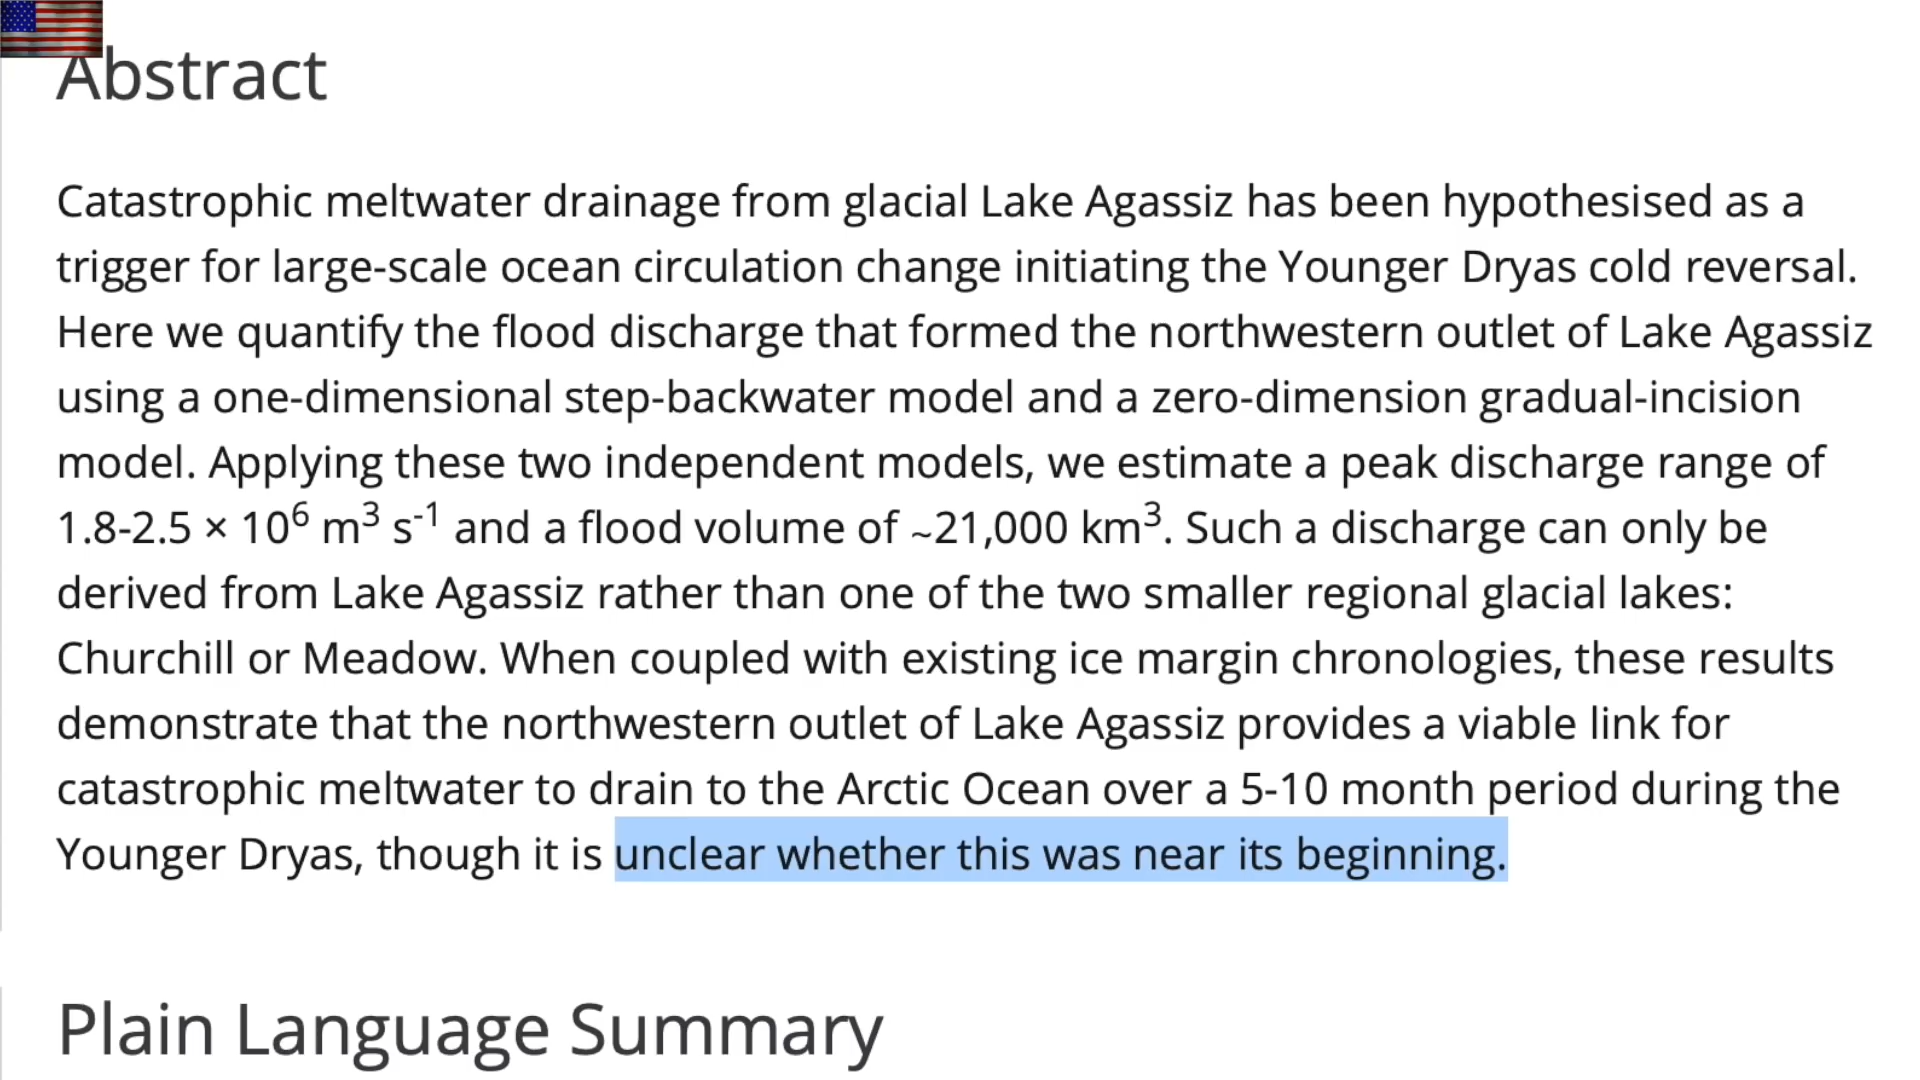 Abstract
Catastrophic meltwater drainage from glacial Lake Agassiz has been hypothesised as a
trigger for large-scale ocean circulation change initiating the Younger Dryas cold reversal.
Here we quantify the flood discharge that formed the northwestern outlet of Lake Agassiz
using a one-dimensional step-backwater model and a zero-dimension gradual-incision
model. Applying these two independent models, we estimate a peak discharge range of
1.8-2.5 × 10⁶ m³ s⁻¹ and a flood volume of ~21,000 km³. Such a discharge can only be
derived from Lake Agassiz rather than one of the two smaller regional glacial lakes:
Churchill or Meadow. When coupled with existing ice margin chronologies, these results
demonstrate that the northwestern outlet of Lake Agassiz provides a viable link for
catastrophic meltwater to drain to the Arctic Ocean over a 5-10 month period during the
Younger Dryas, though it is unclear whether this was near its beginning.
Plain Language Summary